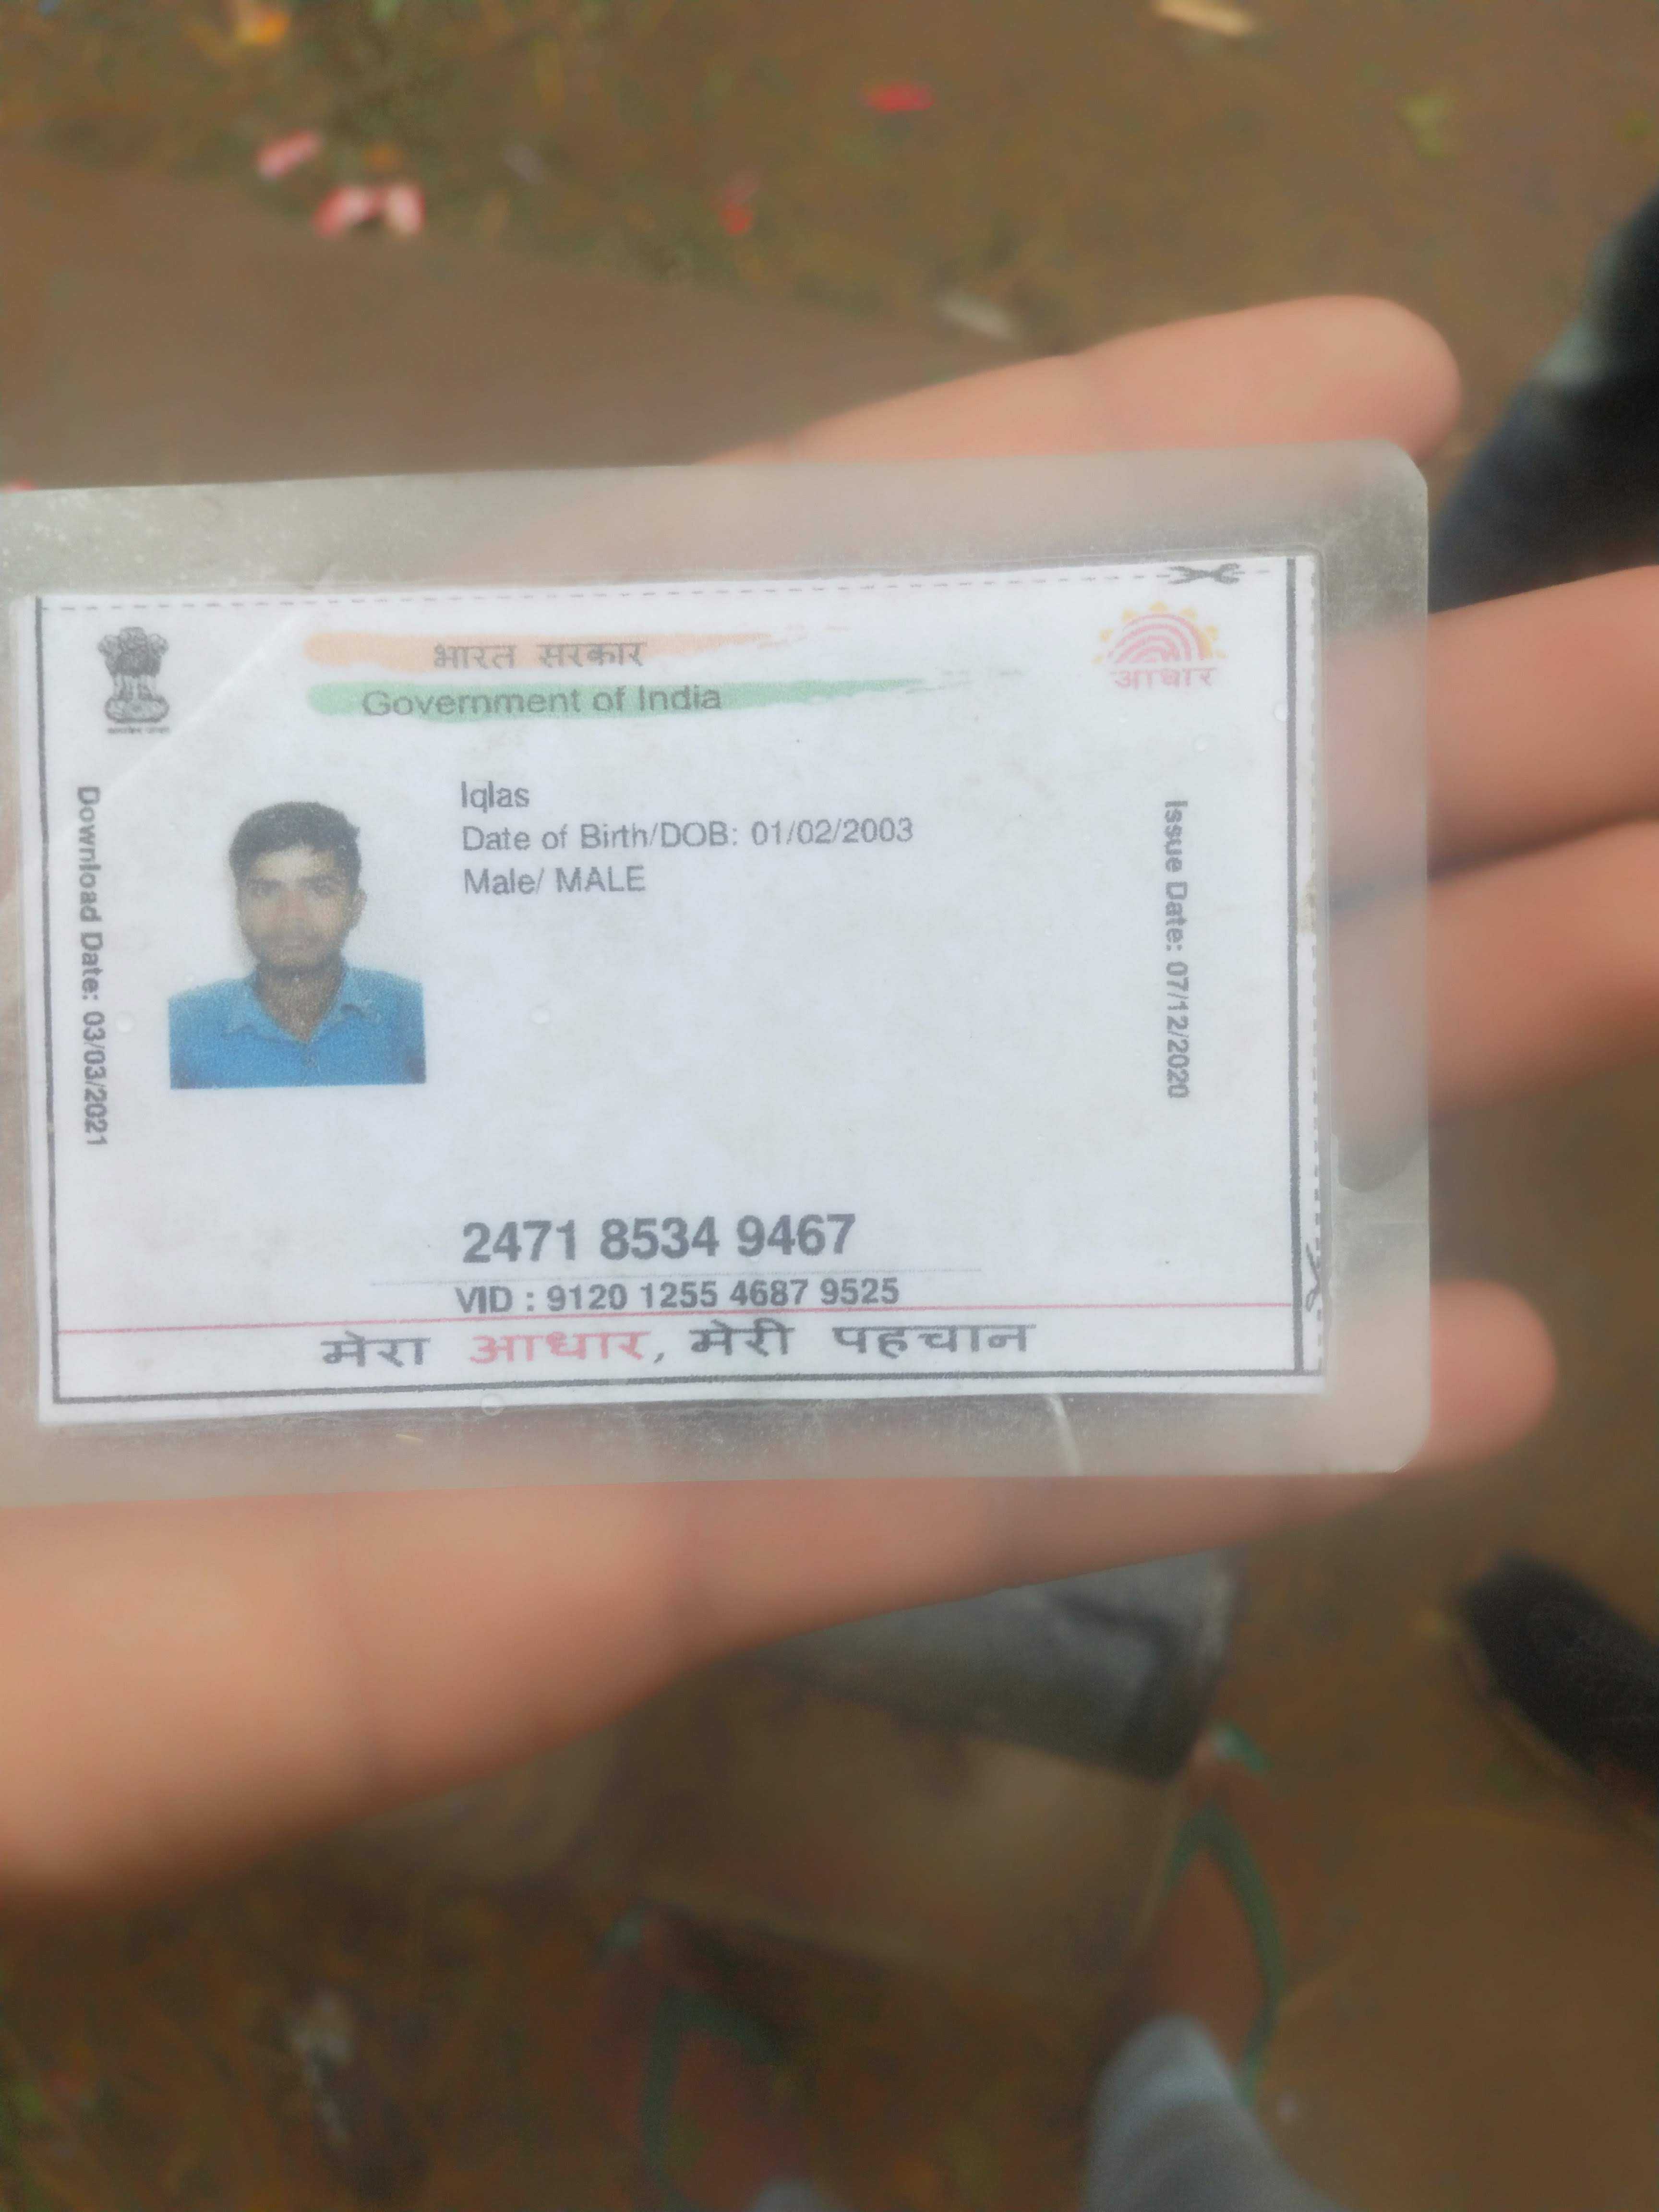 भारत सरकार
Government of India
आधार
Download Date: 03/03/2021
Iqlas
Date of Birth/DOB: 01/02/2003
Male/ MALE
Issue Date: 07/12/2020
2471 8534 9467
VID : 9120 1255 4687 9525
मेरा आधार, मेरी पहचान